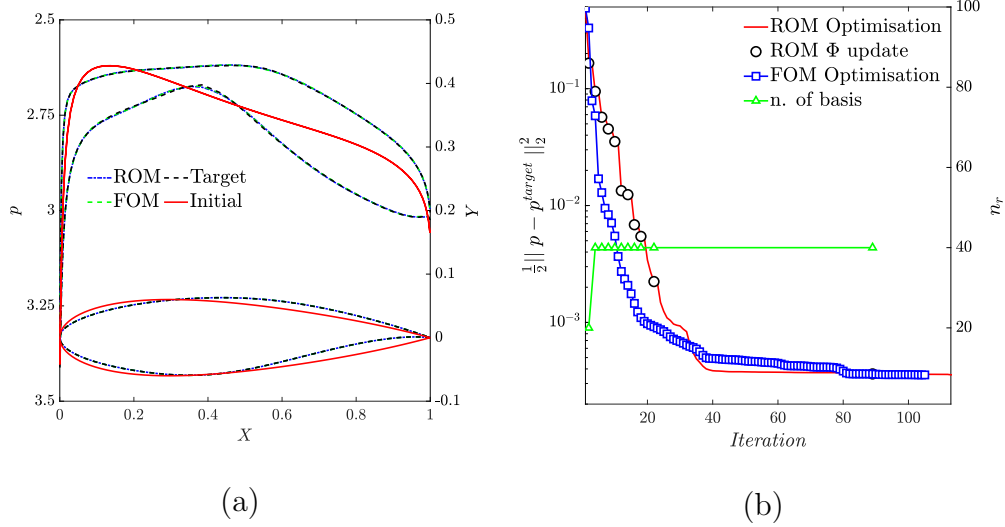 2.5
2.75
3
3.25
3.5
p
0.5
0.4
0.3
0.2
0.1
0
-0.1
Y
ROM Target
FOM Initial
0 0.2 0.4 0.6 0.8 1
X
(a)
10^{-1}
10^{-2}
10^{-3}
\frac{1}{2}|| p - p^{target} ||_2^2
ROM Optimisation
ROM Φ update
FOM Optimisation
n. of basis
100
80
60
40
20
n_r
20 40 60 80 100
Iteration
(b)